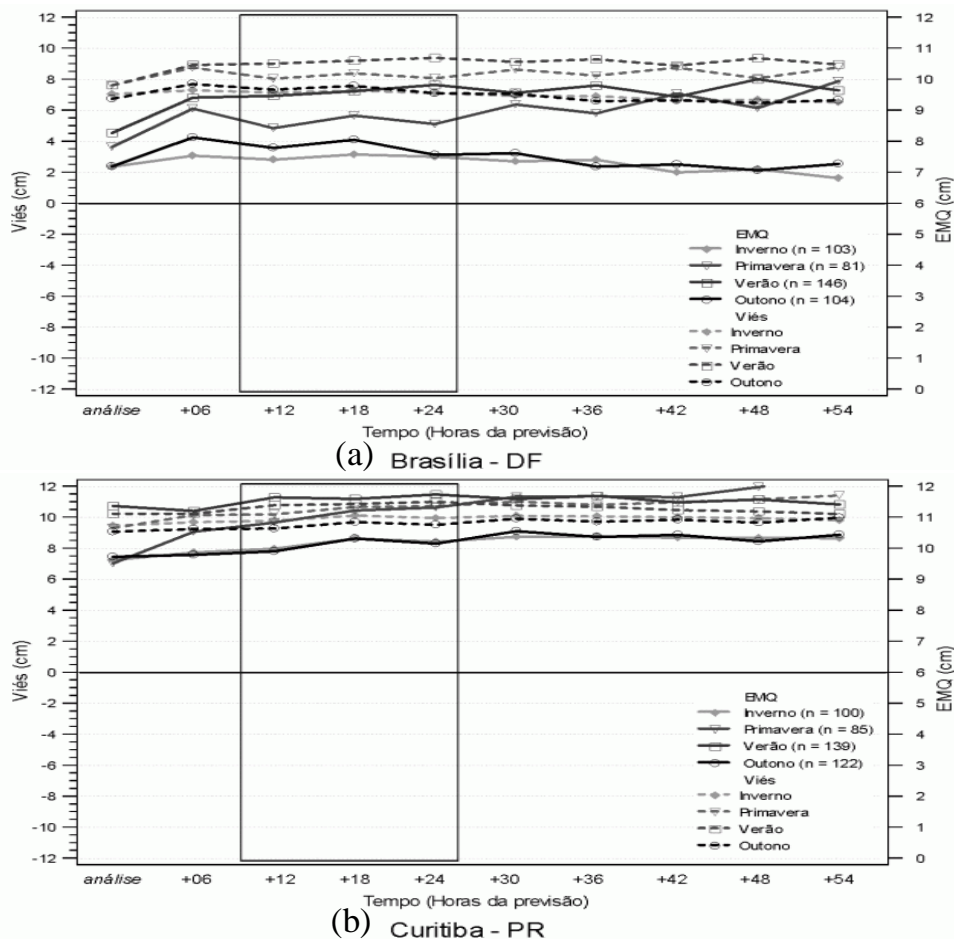 12
10
8
6
4
2
0
-2
-4
-6
-8
-10
-12
Viés (cm)
12
11
10
9
8
7
6
5
4
3
2
1
0
EMQ (cm)
EMQ
Inverno (n = 103)
Primavera (n = 81)
Verão (n = 146)
Outono (n = 104)
Viés
Inverno
Primavera
Verão
Outono
análise +06 +12 +18 +24 +30 +36 +42 +48 +54
Tempo (Horas da previsão)
(a) Brasília - DF
12
10
8
6
4
2
0
-2
-4
-6
-8
-10
-12
Viés (cm)
12
11
10
9
8
7
6
5
4
3
2
1
0
EMQ (cm)
EMQ
Inverno (n = 100)
Primavera (n = 85)
Verão (n = 139)
Outono (n = 122)
Viés
Inverno
Primavera
Verão
Outono
análise +06 +12 +18 +24 +30 +36 +42 +48 +54
Tempo (Horas da previsão)
(b) Curitiba - PR